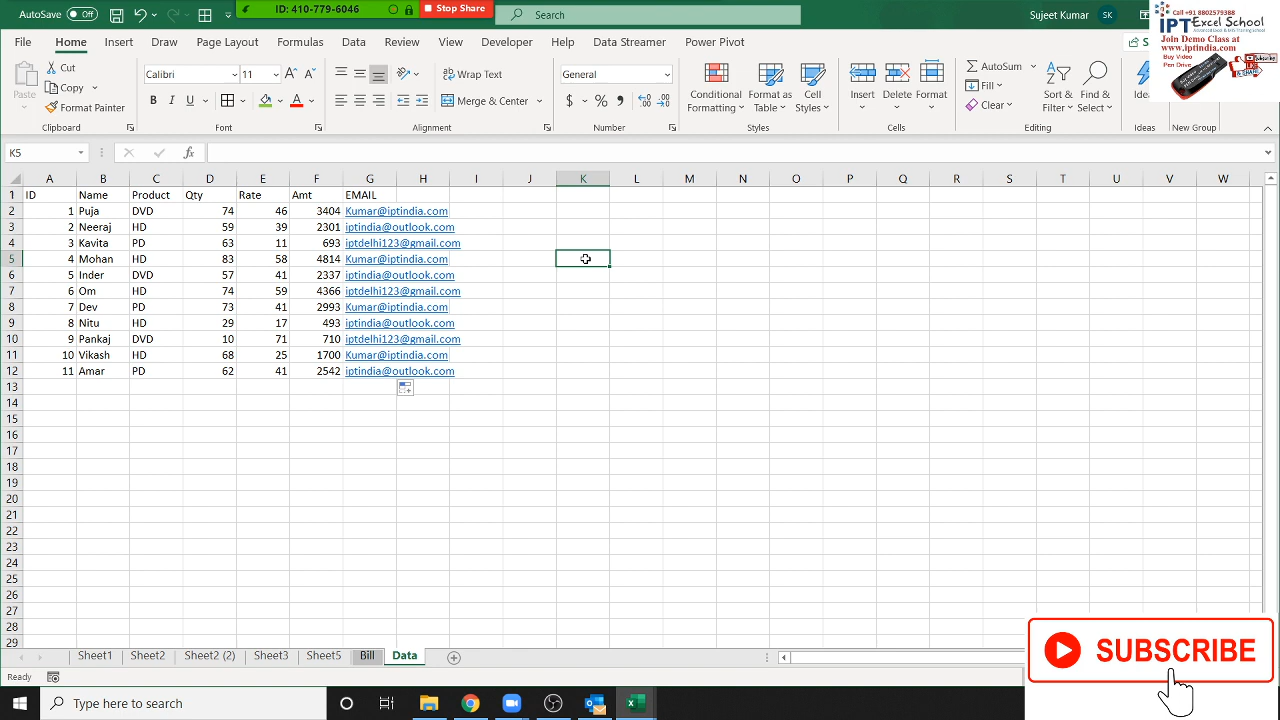 AutoSave Off
ID: 410-779-6046
Stop Share
Search
Sujeet Kumar
SK
Call +91 8802579388
IPT Excel School
Advanced Excel & MIS Training School
Join Demo Class at
www.iptindia.com
Buy Video
Pen Drive
File Home Insert Draw Page Layout Formulas Data Review View Developer Help Data Streamer Power Pivot
Paste
Cut
Copy
Format Painter
Clipboard
Calibri 11
B I U
Font
Wrap Text
Merge & Center
Alignment
General
$ % ,
Number
Conditional Formatting
Format as Table
Cell Styles
Styles
Insert Delete Format
Cells
AutoSum
Fill
Clear
Sort & Filter
Find & Select
Editing
Ideas
Ideas
New Group
K5
fx
A B C D E F G H I J K L M N O P Q R S T U V W
1 ID Name Product Qty Rate Amt EMAIL
2 1 Puja DVD 74 46 3404 Kumar@iptindia.com
3 2 Neeraj HD 59 39 2301 iptindia@outlook.com
4 3 Kavita PD 63 11 693 iptdelhi123@gmail.com
5 4 Mohan HD 83 58 4814 Kumar@iptindia.com
6 5 Inder DVD 57 41 2337 iptindia@outlook.com
7 6 Om HD 74 59 4366 iptdelhi123@gmail.com
8 7 Dev PD 73 41 2993 Kumar@iptindia.com
9 8 Nitu HD 29 17 493 iptindia@outlook.com
10 9 Pankaj DVD 10 71 710 iptdelhi123@gmail.com
11 10 Vikash HD 68 25 1700 Kumar@iptindia.com
12 11 Amar PD 62 41 2542 iptindia@outlook.com
13
14
15
16
17
18
19
20
21
22
23
24
25
26
27
28
29
Sheet1 Sheet2 Sheet2 (2) Sheet3 Sheet5 Bill Data
Ready
SUBSCRIBE
Type here to search